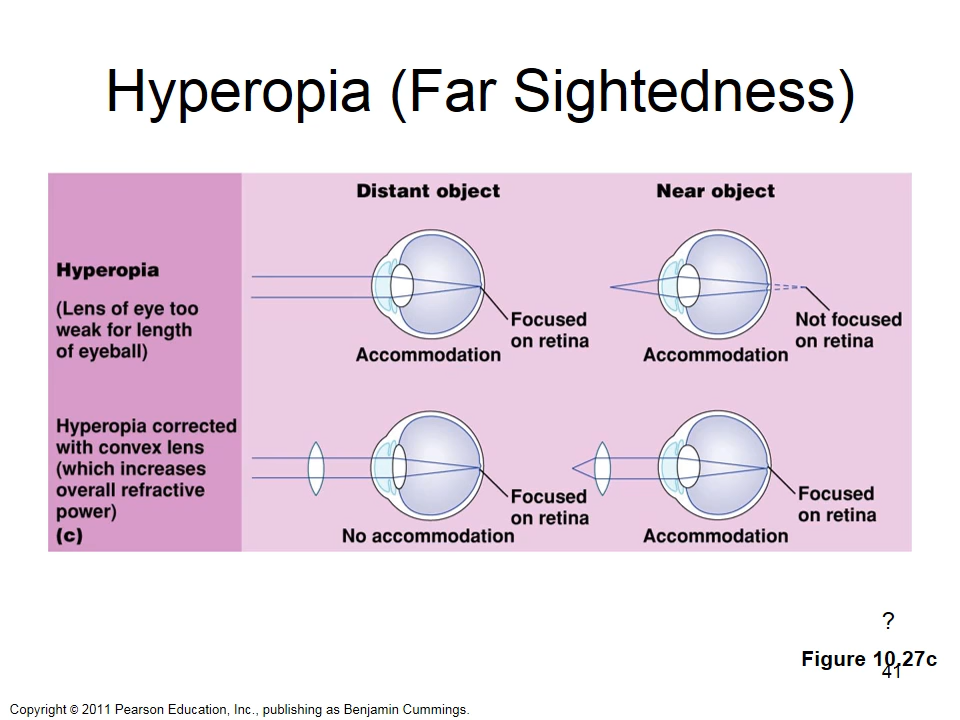 Hyperopia (Far Sightedness)
Distant object
Near object
Hyperopia
(Lens of eye too
weak for length
of eyeball)
Focused
on retina
Accommodation
Not focused
on retina
Accommodation
Hyperopia corrected
with convex lens
(which increases
overall refractive
power)
(c)
Focused
on retina
No accommodation
Focused
on retina
Accommodation
?
Figure 10.27c
41
Copyright © 2011 Pearson Education, Inc., publishing as Benjamin Cummings.